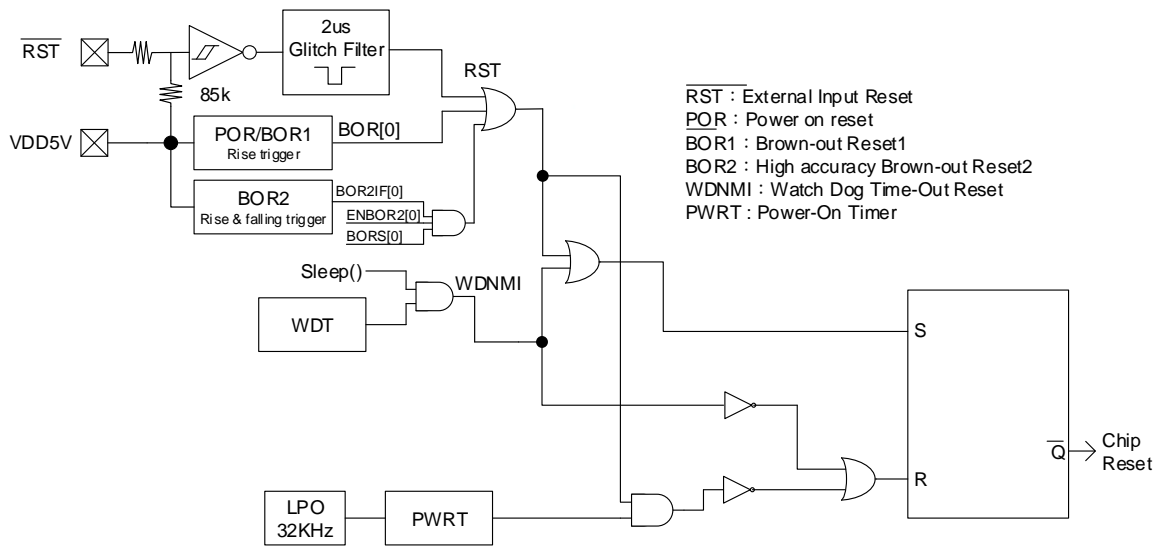 RST
2us
Glitch Filter
85k
VDD5V
POR/BOR1
Rise trigger
BOR[0]
BOR2
Rise & falling trigger
BOR2IF[0]
ENBOR2[0]
BORS[0]
RST
RST : External Input Reset
POR : Power on reset
BOR1 : Brown-out Reset1
BOR2 : High accuracy Brown-out Reset2
WDNMI : Watch Dog Time-Out Reset
PWRT : Power-On Timer
Sleep()
WDNMI
WDT
S
Q
Chip
Reset
R
LPO
32KHz
PWRT